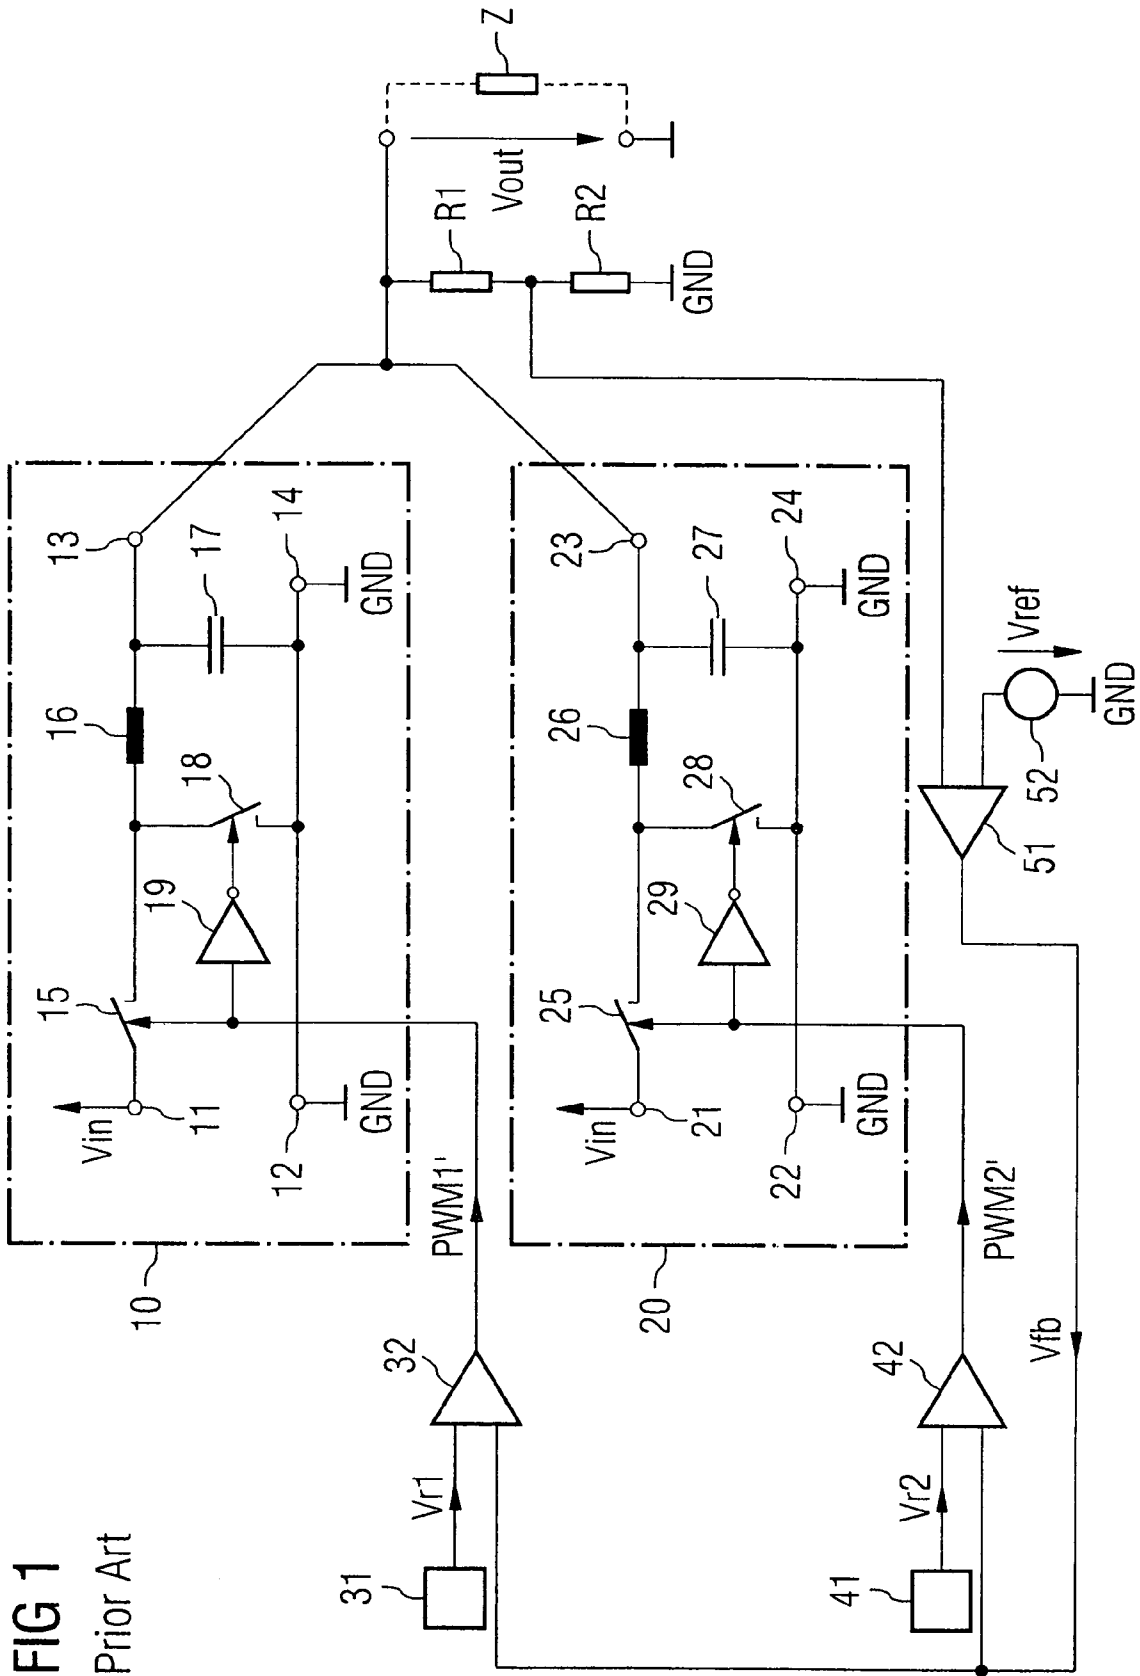 FIG 1
Prior Art
10
Vin
11
15
16
13
19
18
17
12
GND
14
GND
PWM1'
31
Vr1
32
20
Vin
21
25
26
23
29
28
27
22
GND
24
GND
PWM2'
41
Vr2
42
Vfb
51
52
Vref
GND
R1
R2
GND
Vout
Z